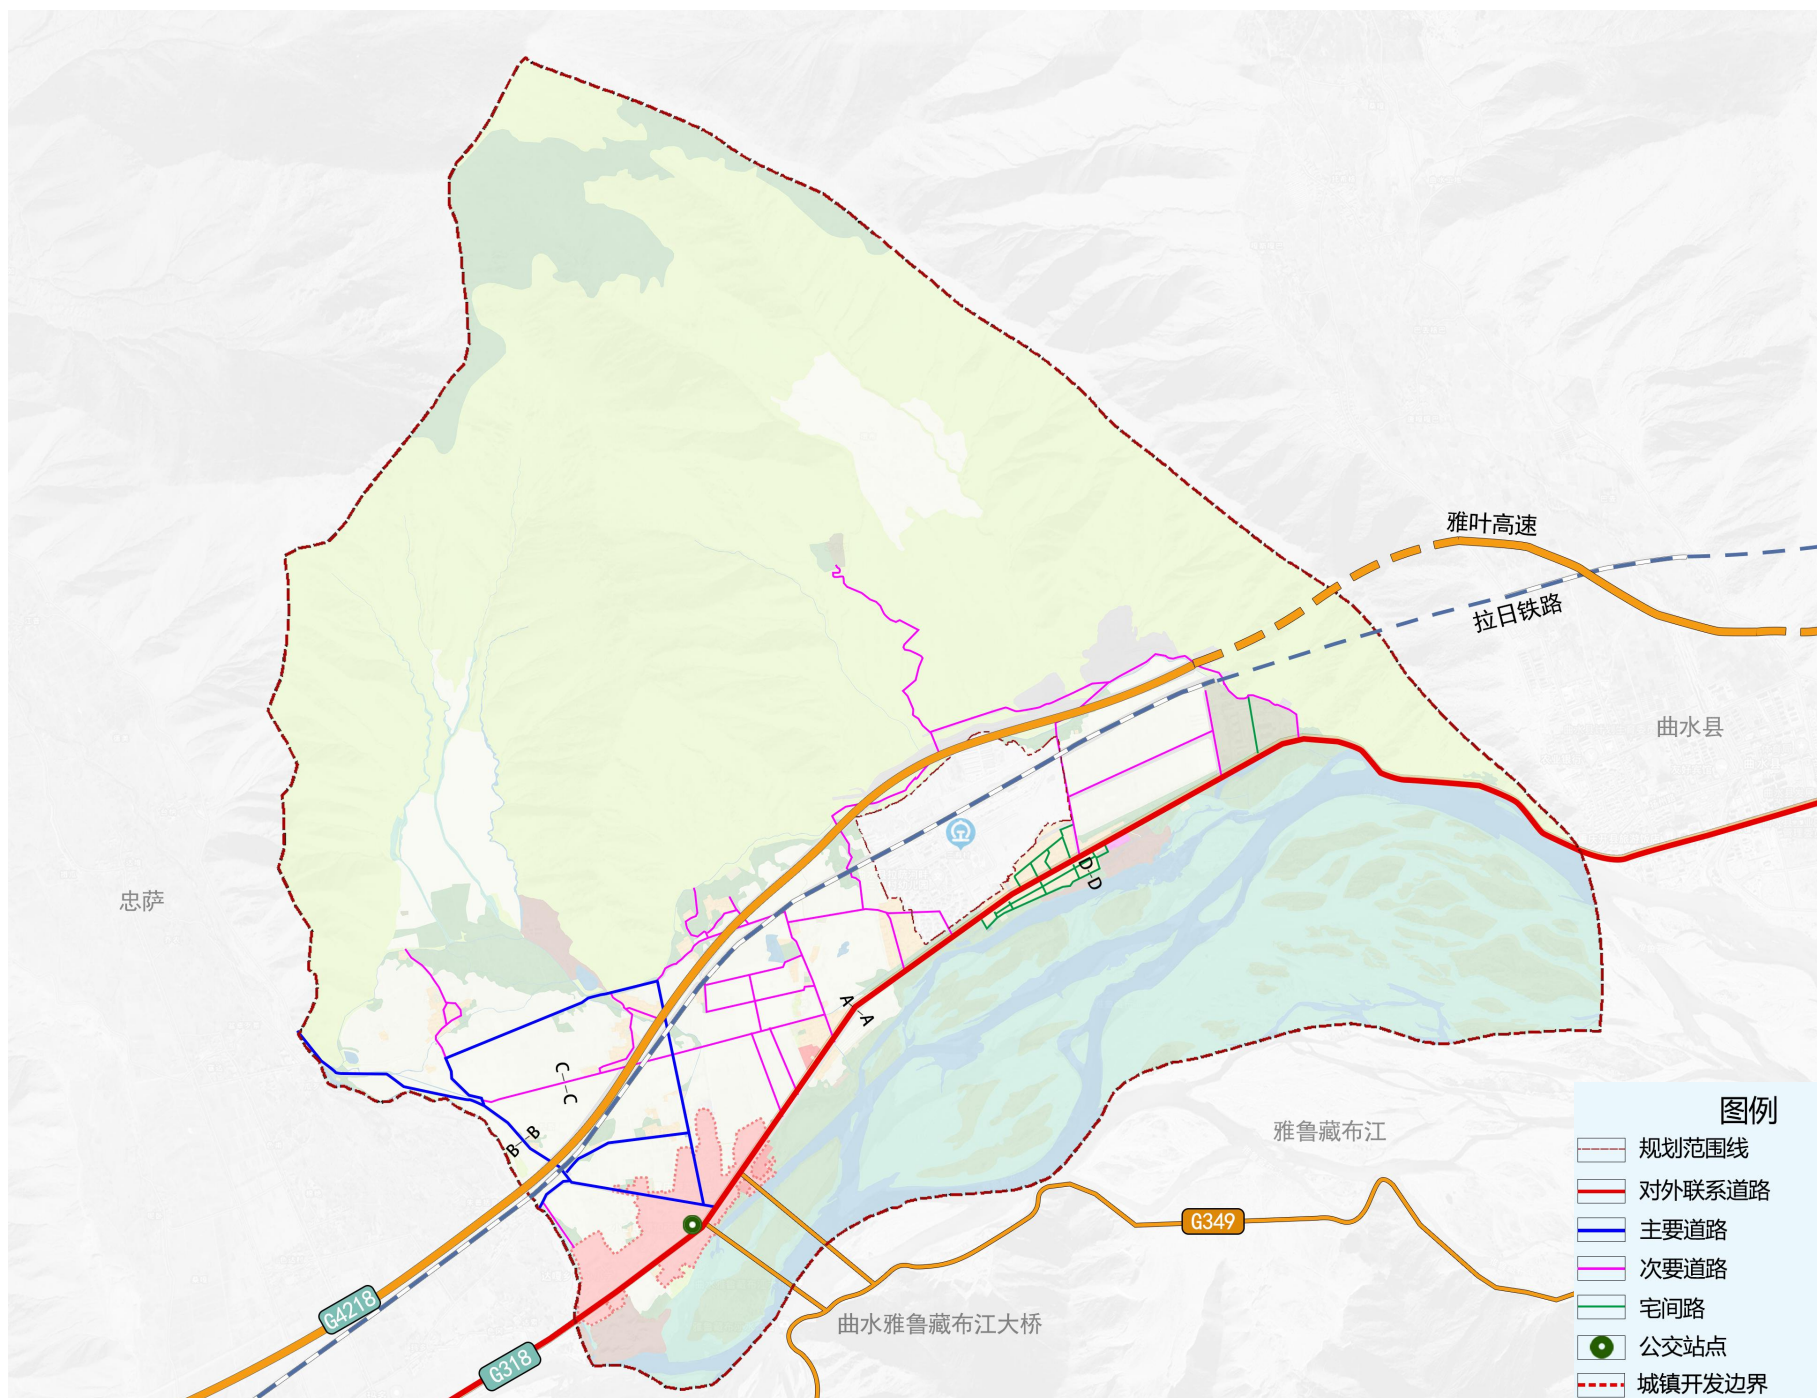 雅叶高速
拉日铁路
曲水县
忠萨
D--D
A--A
C--C
B--B
雅鲁藏布江
G349
G4218
曲水雅鲁藏布江大桥
G318
图例
规划范围线
对外联系道路
主要道路
次要道路
宅间路
公交站点
城镇开发边界